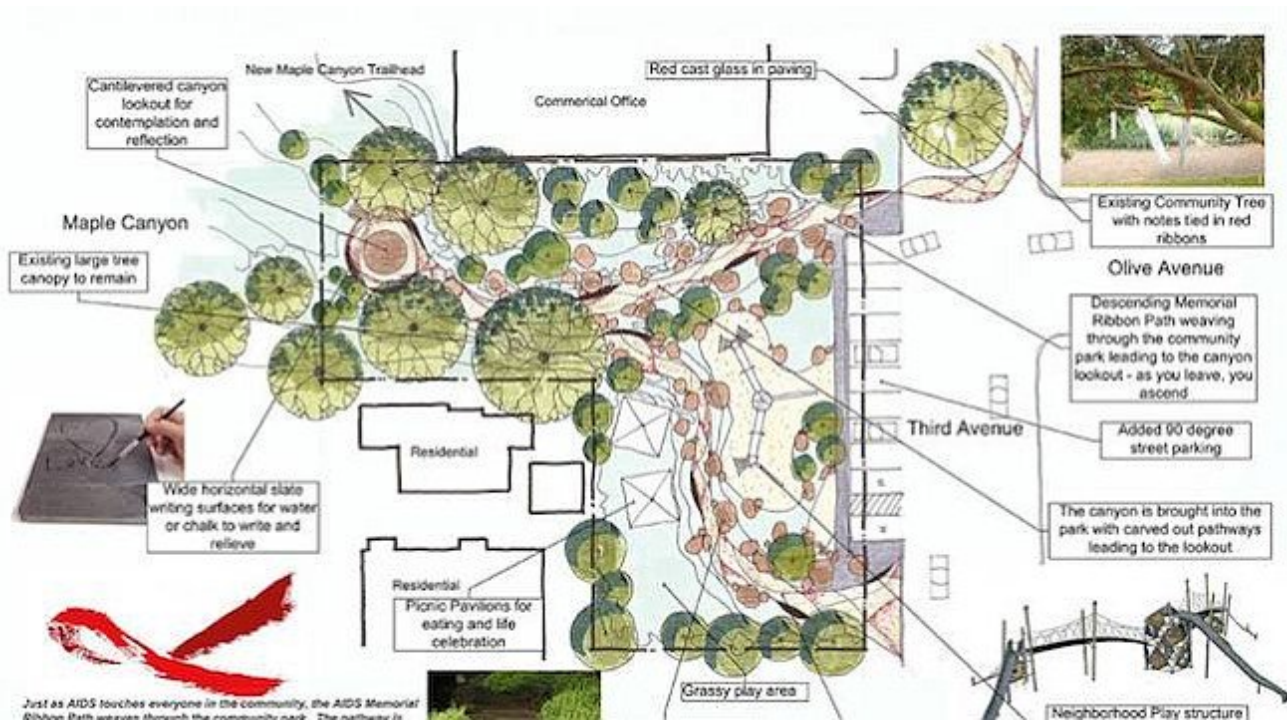 New Maple Canyon Trailhead
Cantilevered canyon
lookout for
contemplation and
reflection
Commerical Office
Red cast glass in paving
Maple Canyon
Existing large tree
canopy to remain
Existing Community Tree
with notes tied in red
ribbons
Olive Avenue
Descending Memorial
Ribbon Path weaving
through the community
park leading to the canyon
lookout - as you leave, you
ascend
Third Avenue
Added 90 degree
street parking
Residential
Wide horizontal slate
writing surfaces for water
or chalk to write and
relieve
The canyon is brought into the
park with carved out pathways
leading to the lookout
Residential
Picnic Pavilions for
eating and life
celebration
Grassy play area
Neighborhood Play structure
Just as AIDS touches everyone in the community, the AIDS Memorial
Ribbon Path weaves through the community park. The pathway is